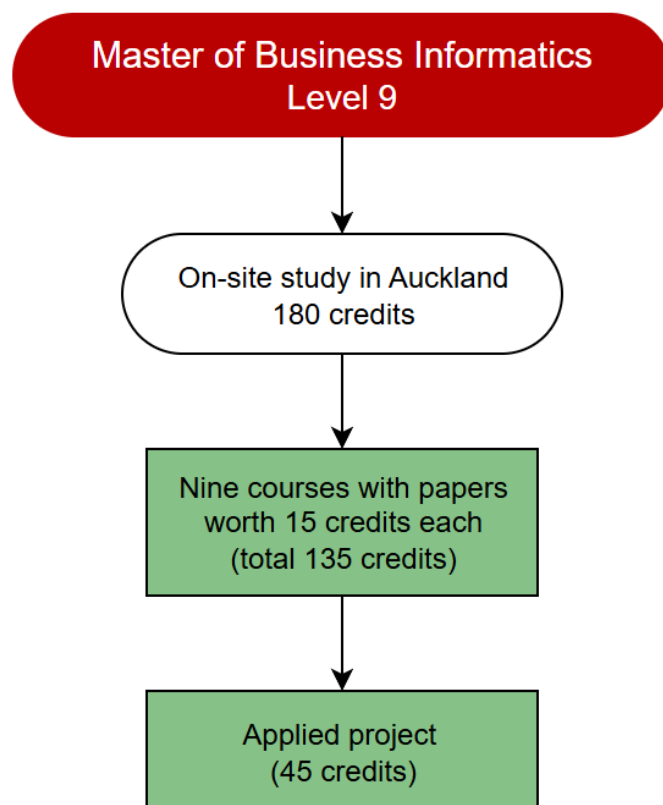 Master of Business Informatics
Level 9
On-site study in Auckland
180 credits
Nine courses with papers
worth 15 credits each
(total 135 credits)
Applied project
(45 credits)